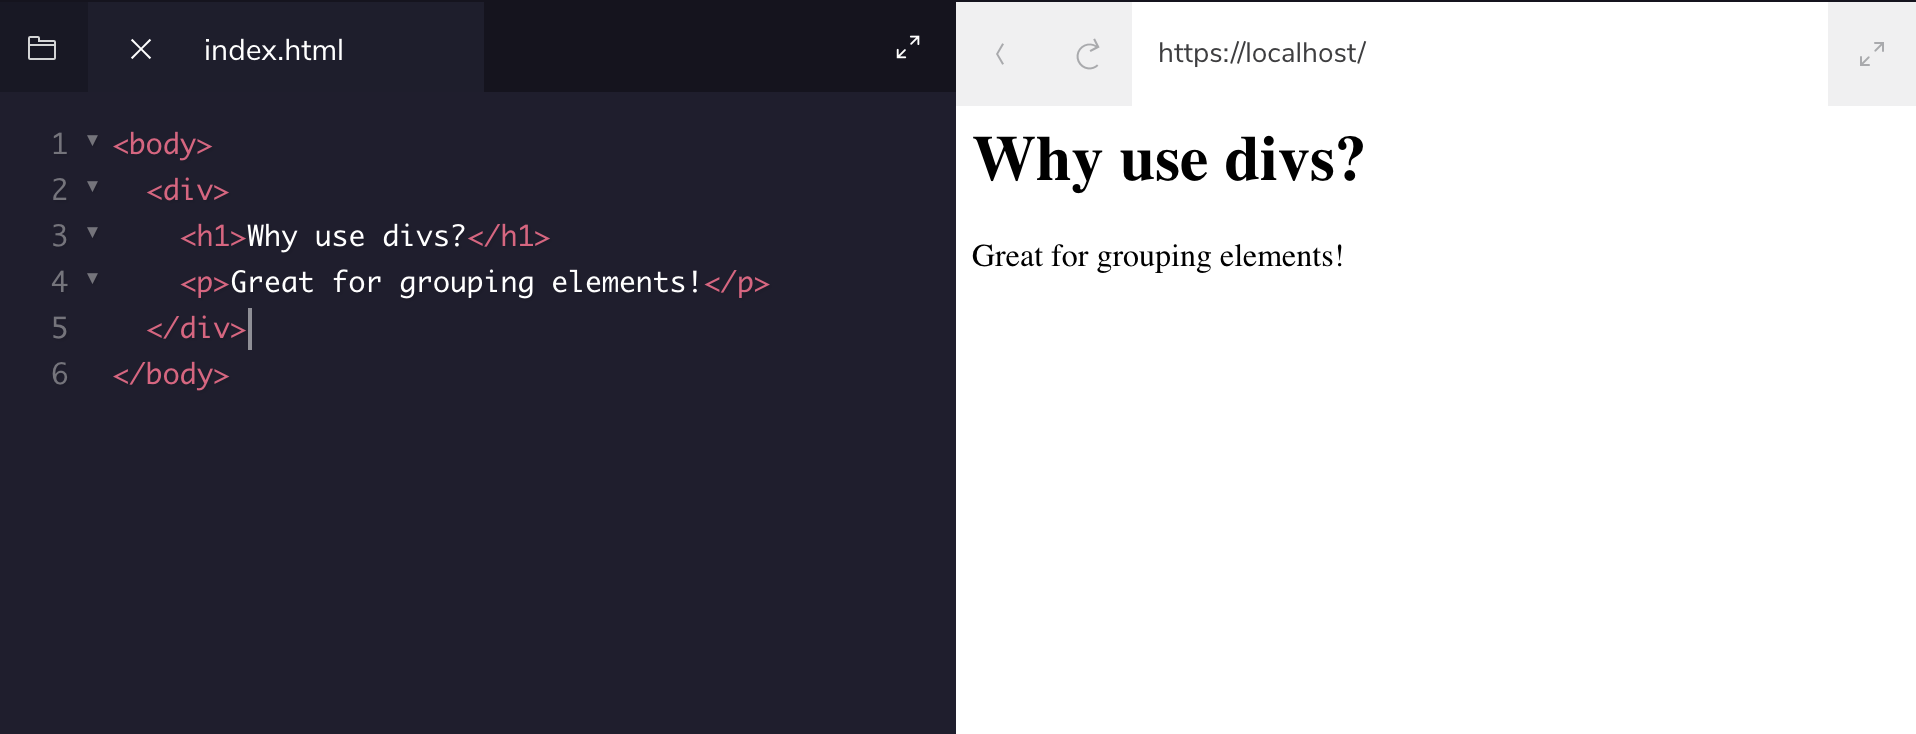 index.html
https://localhost/
1 <body>
2 <div>
3 <h1>Why use divs?</h1>
4 <p>Great for grouping elements!</p>
5 </div>
6 </body>
Why use divs?
Great for grouping elements!